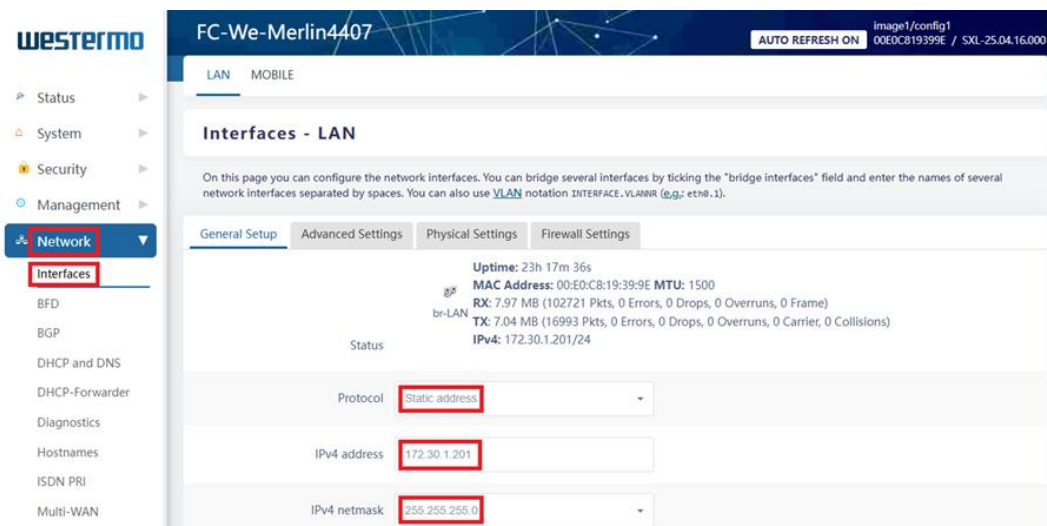 westermo
FC-We-Merlin4407
AUTO REFRESH ON
image1/config1
00E0C819399E / SXL-25.04.16.000
LAN MOBILE
Status
System
Security
Management
Network
Interfaces
BFD
BGP
DHCP and DNS
DHCP-Forwarder
Diagnostics
Hostnames
ISDN PRI
Multi-WAN
Interfaces - LAN
On this page you can configure the network interfaces. You can bridge several interfaces by ticking the "bridge interfaces" field and enter the names of several
network interfaces separated by spaces. You can also use VLAN notation INTERFACE.VLANNR (e.g.: eth0.1).
General Setup Advanced Settings Physical Settings Firewall Settings
Status
br-LAN
Uptime: 23h 17m 36s
MAC Address: 00:E0:C8:19:39:9E MTU: 1500
RX: 7.97 MB (102721 Pkts, 0 Errors, 0 Drops, 0 Overruns, 0 Frame)
TX: 7.04 MB (16993 Pkts, 0 Errors, 0 Drops, 0 Overruns, 0 Carrier, 0 Collisions)
IPv4: 172.30.1.201/24
Protocol Static address
IPv4 address 172.30.1.201
IPv4 netmask 255.255.255.0